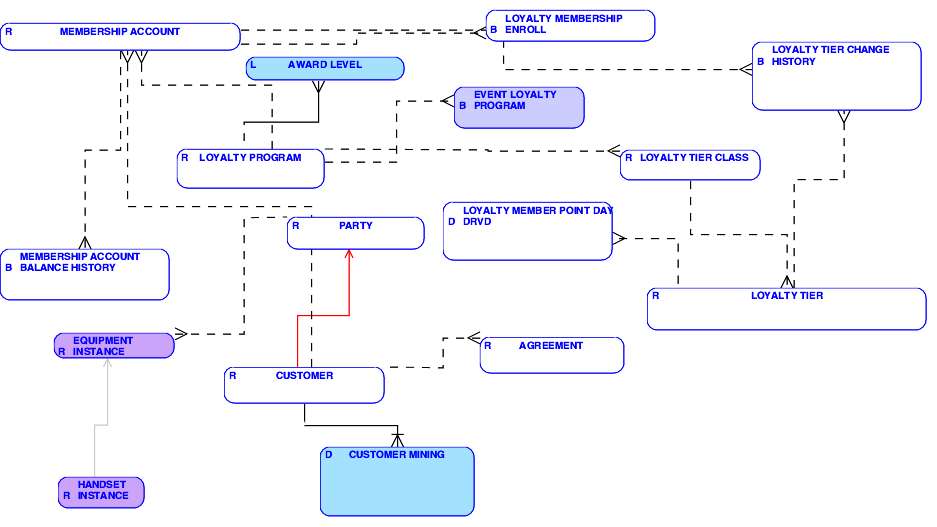 R MEMBERSHIP ACCOUNT
LOYALTY MEMBERSHIP
B ENROLL
LOYALTY TIER CHANGE
B HISTORY
L AWARD LEVEL
EVENT LOYALTY
B PROGRAM
R LOYALTY PROGRAM
R LOYALTY TIER CLASS
LOYALTY MEMBER POINT DAY
D DRVD
R PARTY
MEMBERSHIP ACCOUNT
B BALANCE HISTORY
R LOYALTY TIER
EQUIPMENT
R INSTANCE
R AGREEMENT
R CUSTOMER
D CUSTOMER MINING
HANDSET
R INSTANCE